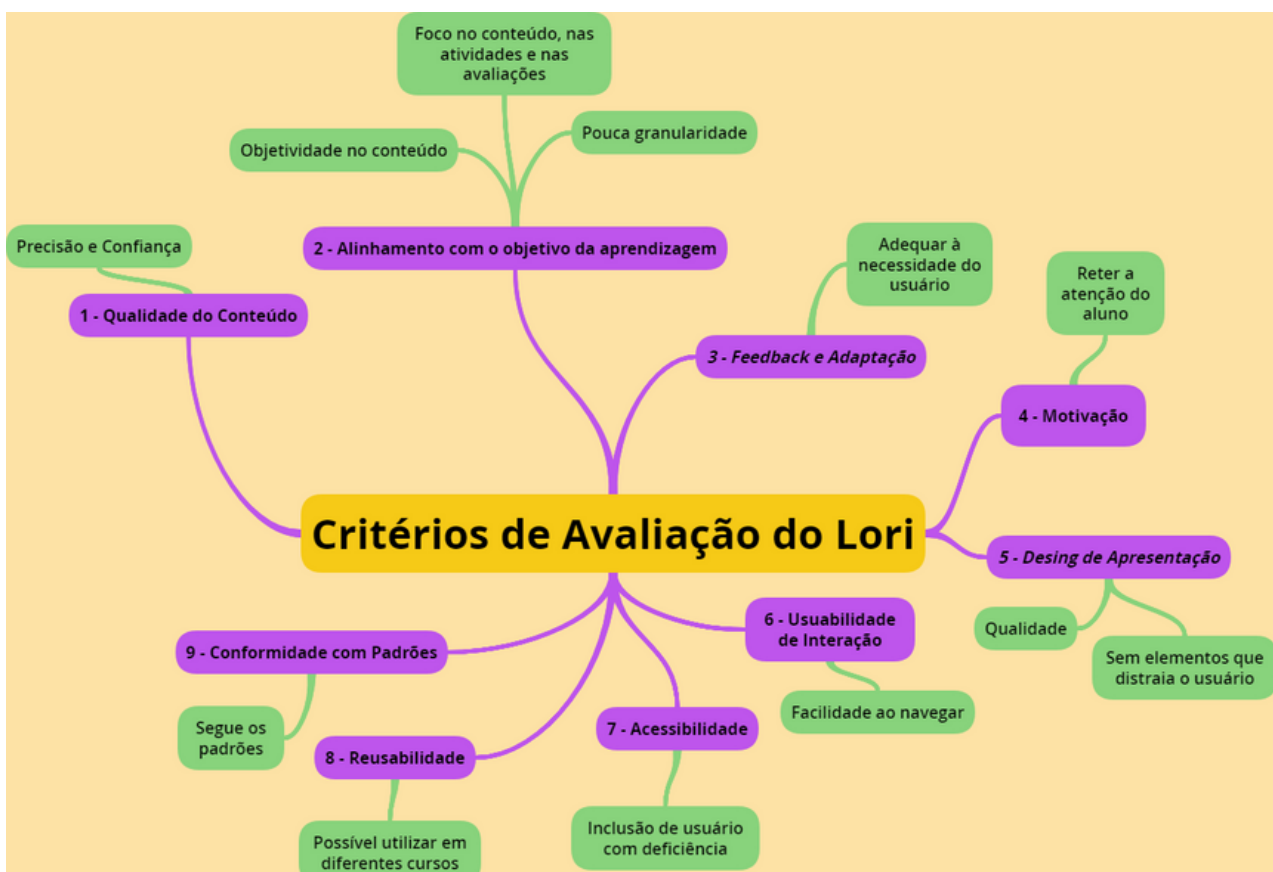 Foco no conteúdo, nas
atividades e nas
avaliações
Objetividade no conteúdo
Pouca granularidade
2 - Alinhamento com o objetivo da aprendizagem
Precisão e Confiança
1 - Qualidade do Conteúdo
Adequar à
necessidade do
usuário
3 - Feedback e Adaptação
Reter a
atenção do
aluno
4 - Motivação
Critérios de Avaliação do Lori
5 - Desing de Apresentação
Qualidade
Sem elementos que
distraia o usuário
6 - Usuabilidade
de Interação
Facilidade ao navegar
7 - Acessibilidade
Inclusão de usuário
com deficiência
8 - Reusabilidade
Possível utilizar em
diferentes cursos
9 - Conformidade com Padrões
Segue os
padrões